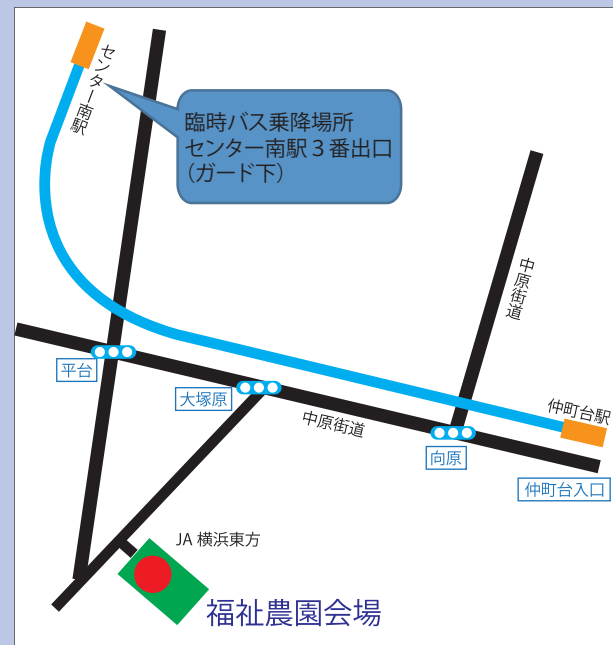 センター南駅
臨時バス乗降場所
センター南駅３番出口
（ガード下）
中原街道
平台
大塚原
中原街道
仲町台駅
向原
仲町台入口
JA 横浜東方
福祉農園会場